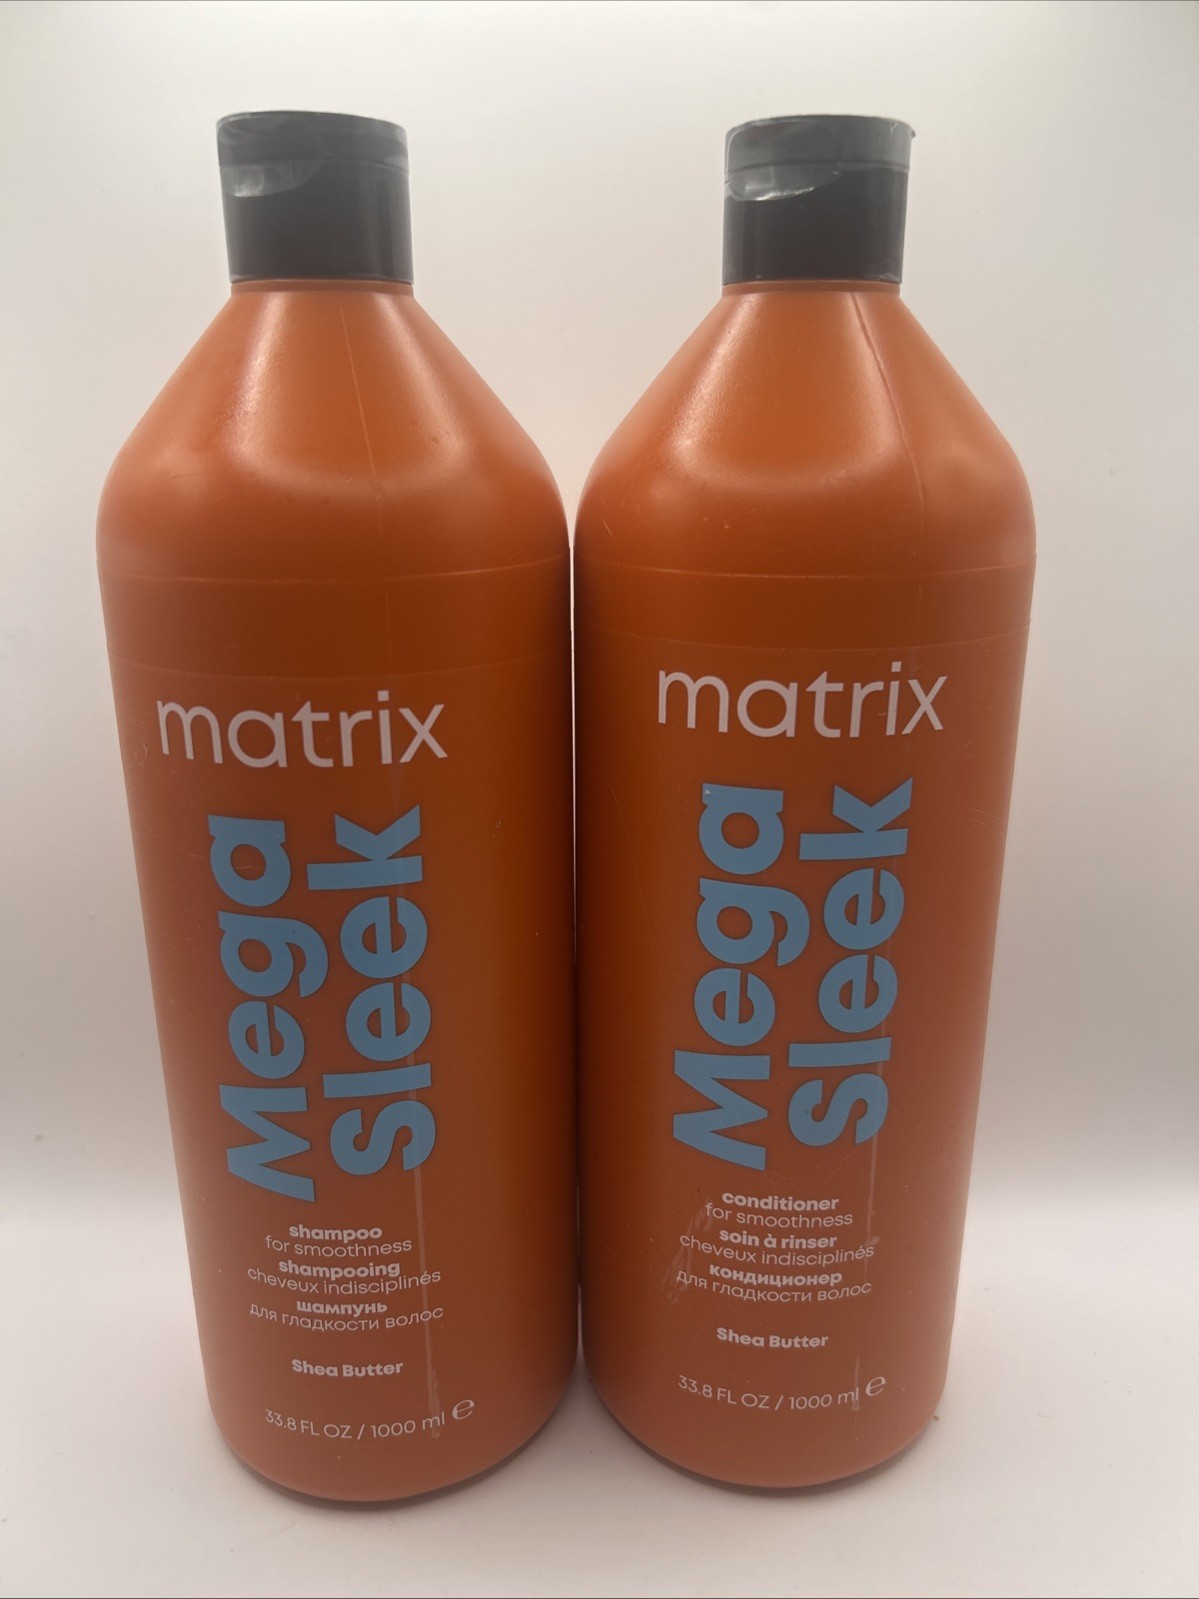 matrix
Mega
Sleek
shampoo
for smoothness
shampooing
cheveux indisciplinés
шампунь
для гладкости волос
Shea Butter
33.8 FL OZ / 1000 ml ℮
matrix
Mega
Sleek
conditioner
for smoothness
soin à rinser
cheveux indisciplinés
кондиционер
для гладкости волос
Shea Butter
33.8 FL OZ / 1000 ml ℮